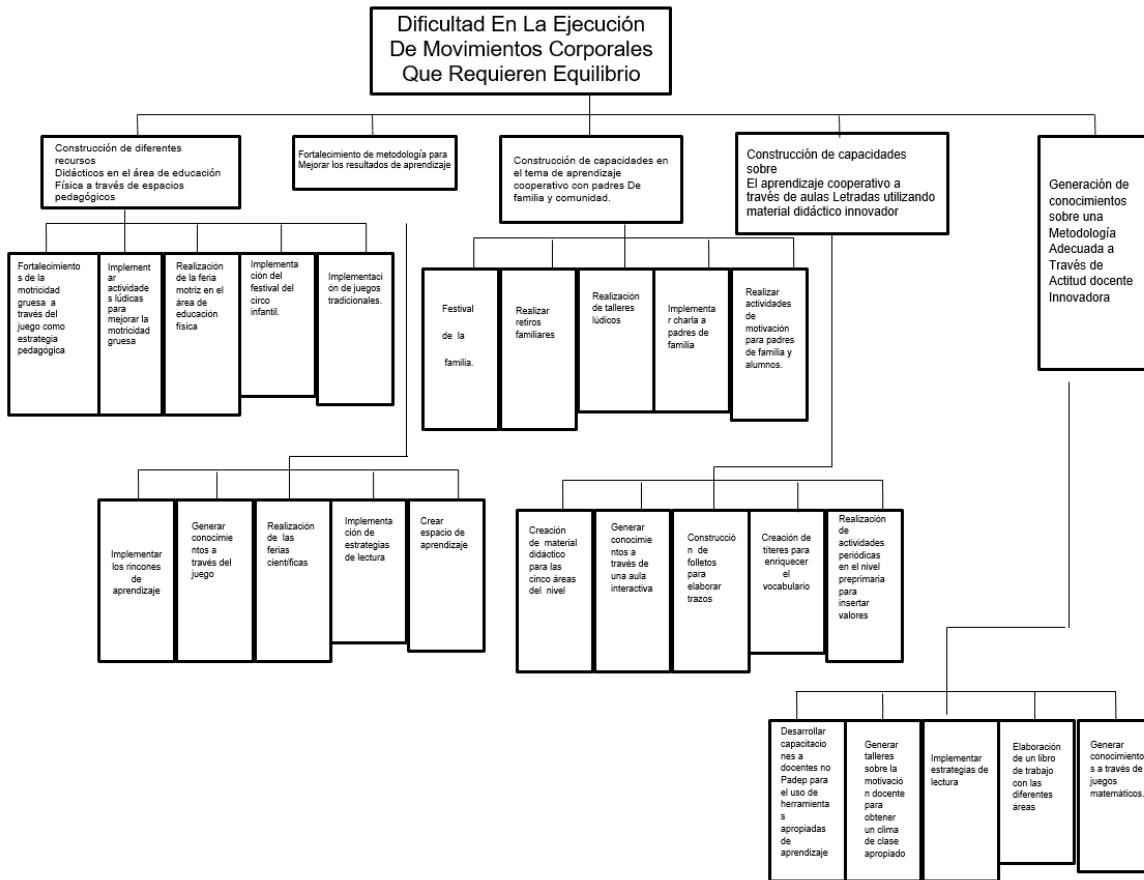 Dificultad En La Ejecución
De Movimientos Corporales
Que Requieren Equilibrio
Construcción de diferentes
recursos
Didácticos en el área de educación
Física a través de espacios
pedagógicos
Fortalecimiento de metodología para
Mejorar los resultados de aprendizaje
Construcción de capacidades en
el tema de aprendizaje
cooperativo con padres De
familia y comunidad.
Construcción de capacidades
sobre
El aprendizaje cooperativo a
través de aulas Letradas utilizando
material didáctico innovador
Generación de
conocimientos
sobre una
Metodología
Adecuada a
Través de
Actitud docente
Innovadora
Fortalecimiento
s de la
motricidad
gruesa a
través del
juego como
estrategia
pedagógica
Implement
ar
actividade
s lúdicas
para
mejorar la
motricidad
gruesa
Realización
de la feria
motriz en el
área de
educación
física
Implementa
ción del
festival del
circo
infantil.
Implementaci
ón de juegos
tradicionales.
Festival
de la
familia.
Realizar
retiros
familiares
Realización
de talleres
lúdicos
Implementa
r charla a
padres de
familia
Realizar
actividades
de
motivación
para padres
de familia y
alumnos.
Implementar
los rincones
de
aprendizaje
Generar
conocimie
ntos a
través del
juego
Realización
de las
ferias
científicas
Implementa
ción de
estrategias
de lectura
Crear
espacio de
aprendizaje
Creación
de material
didáctico
para las
cinco áreas
del nivel
Generar
conocimie
ntos a
través de
una aula
interactiva
Construcció
n de
folletos
para
elaborar
trazos
Creación de
títeres para
enriquecer
el
vocabulario
Realización
de
actividades
periódicas
en el nivel
preprimaria
para
insertar
valores
Desarrollar
capacitacio
nes a
docentes no
Padep para
el uso de
herramienta
s
apropiadas
de
aprendizaje
Generar
talleres
sobre la
motivació
n docente
para
obtener
un clima
de clase
apropiado
Implementar
estrategias de
lectura
Elaboración
de un libro
de trabajo
con las
diferentes
áreas
Generar
conocimiento
s a través de
juegos
matemáticos.